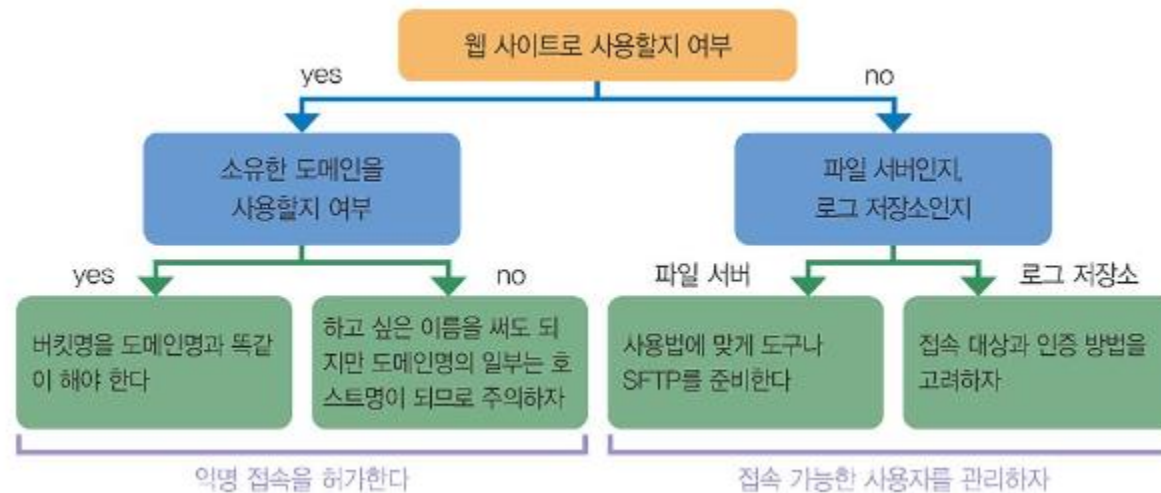 웹 사이트로 사용할지 여부
yes
no
소유한 도메인을
사용할지 여부
파일 서버인지,
로그 저장소인지
yes
no
파일 서버
로그 저장소
버킷명을 도메인명과 똑같
이 해야 한다
하고 싶은 이름을 써도 되
지만 도메인명의 일부는 호
스트명이 되므로 주의하자
사용법에 맞게 도구나
SFTP를 준비한다
접속 대상과 인증 방법을
고려하자
익명 접속을 허가한다
접속 가능한 사용자를 관리하자